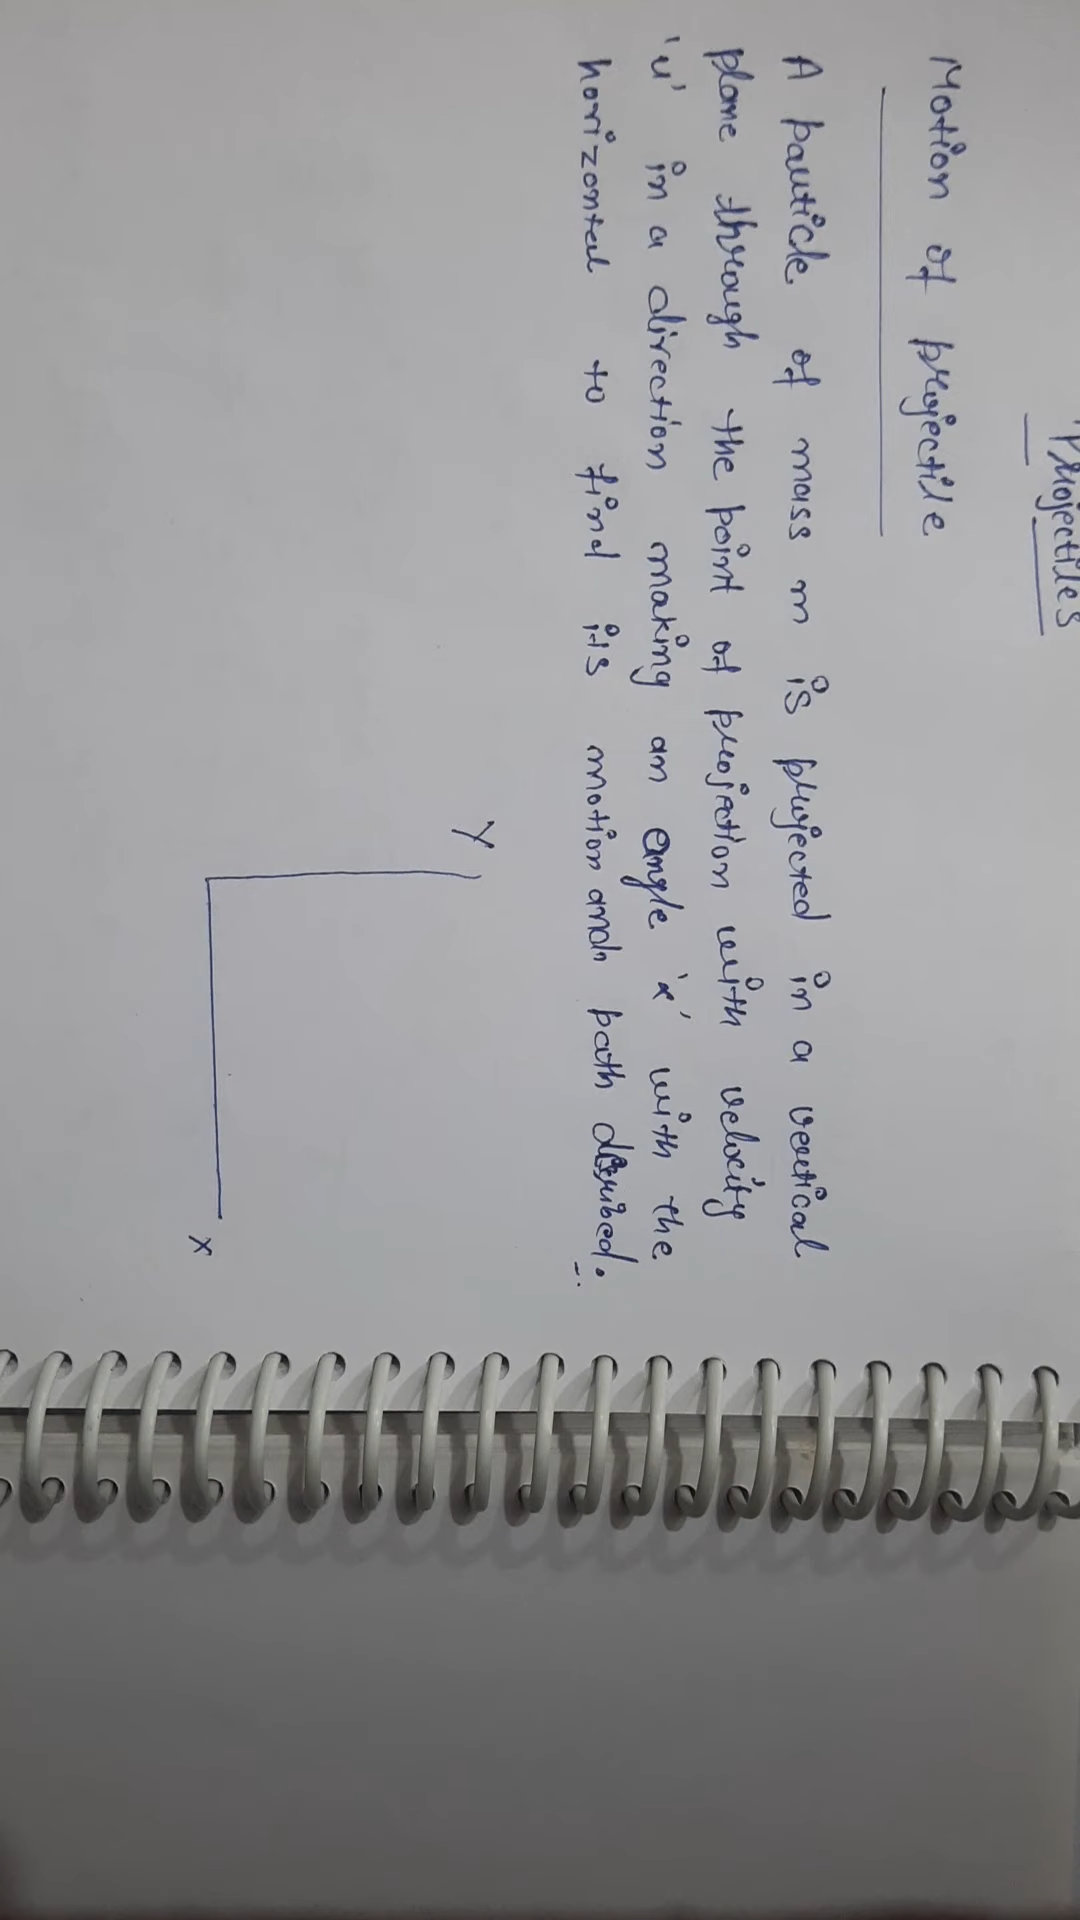 Projectiles
Motion of projectile
A particle of mass m is projected in a vertical
plane through the point of projection with velocity
'u' in a direction making an angle 'α' with the
horizontal to find its motion and path
Y
X